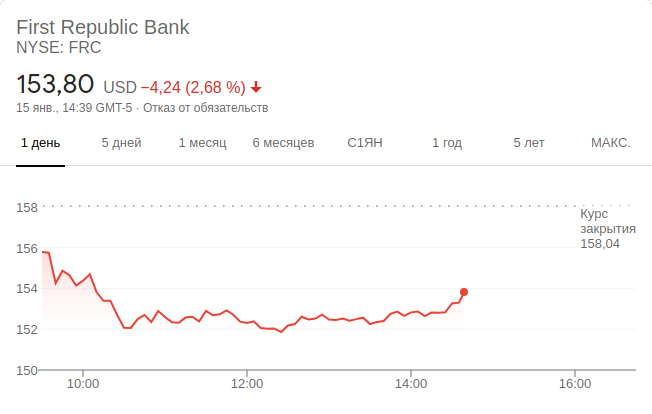 First Republic Bank
NYSE: FRC
153,80 USD −4,24 (2,68 %)
15 янв., 14:39 GMT-5 · Отказ от обязательств
1 день 5 дней 1 месяц 6 месяцев С1ЯН 1 год 5 лет МАКС.
158
Курс
закрытия
158,04
156
154
152
150
10:00 12:00 14:00 16:00